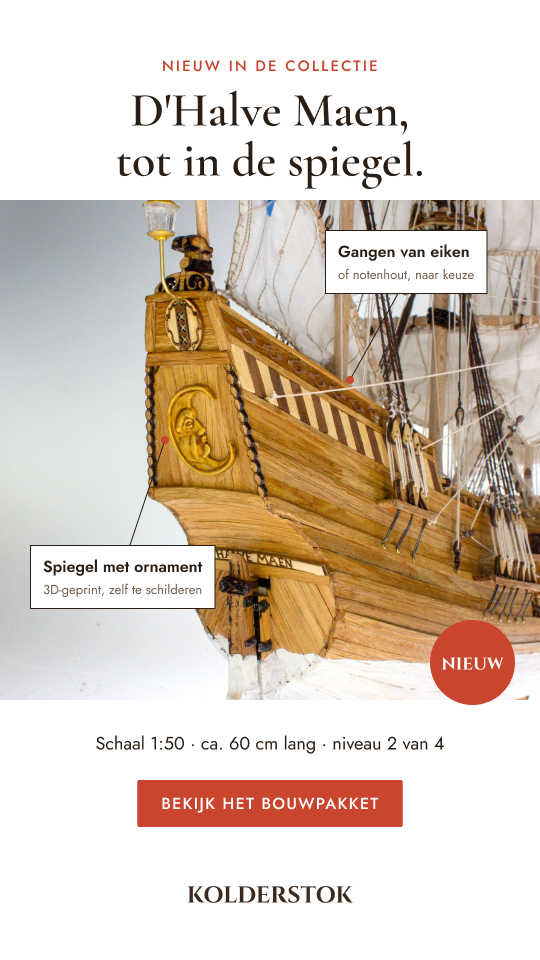 NIEUW IN DE COLLECTIE
D'Halve Maen,
tot in de spiegel.
Gangen van eiken
of notenhout, naar keuze
Spiegel met ornament
3D-geprint, zelf te schilderen
HALVE MAEN
NIEUW
Schaal 1:50 · ca. 60 cm lang · niveau 2 van 4
BEKIJK HET BOUWPAKKET
KOLDERSTOK